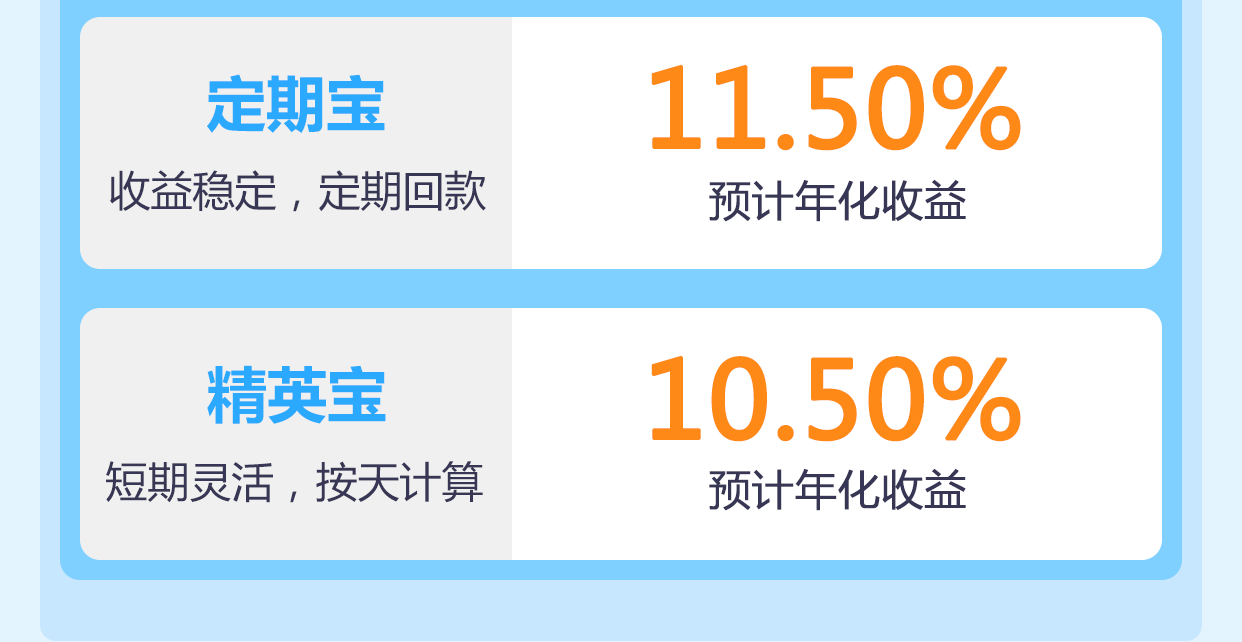 定期宝
收益稳定，定期回款
11.50%
预计年化收益
精英宝
短期灵活，按天计算
10.50%
预计年化收益